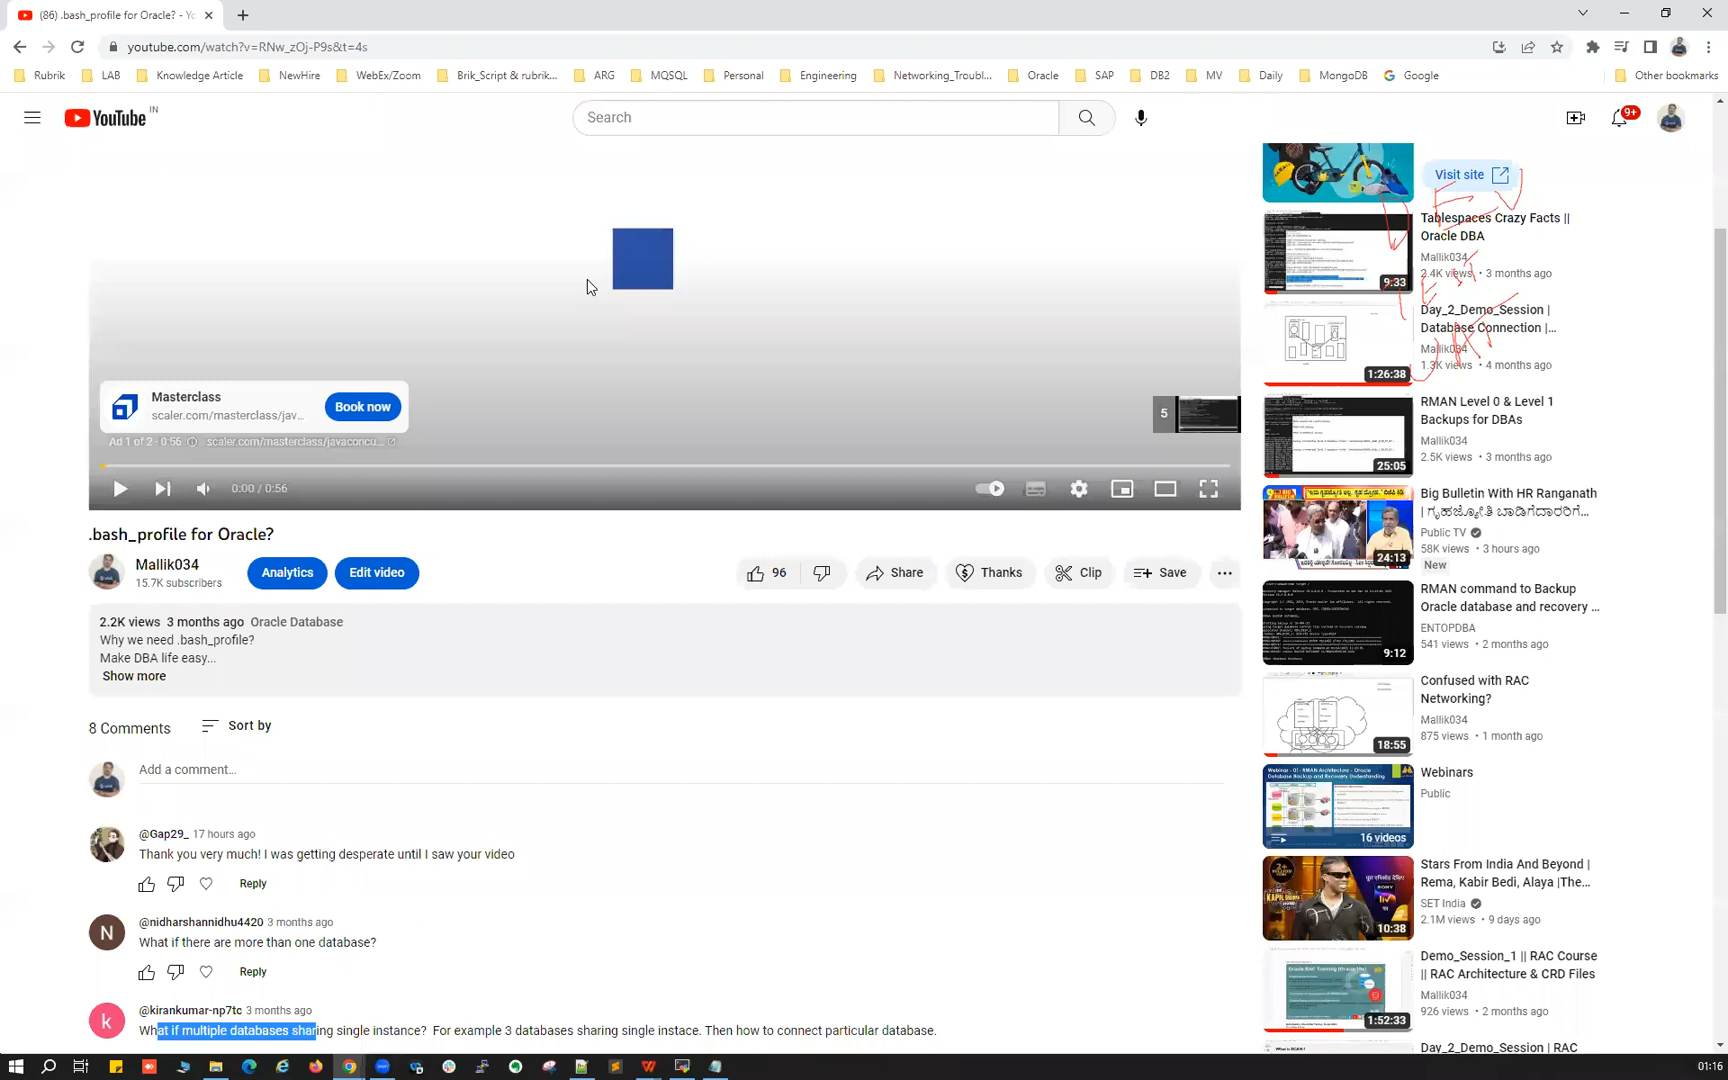 (86) .bash_profile for Oracle? - Yo
youtube.com/watch?v=RNw_zOj-P9s&t=4s
Rubrik
LAB
Knowledge Article
NewHire
WebEx/Zoom
Brik_Script & rubrik...
ARG
MQSQL
Personal
Engineering
Networking_Troubl...
Oracle
SAP
DB2
MV
Daily
MongoDB
Google
Other bookmarks
YouTube IN
Search
9+
Masterclass
scaler.com/masterclass/jav...
Book now
Ad 1 of 2 · 0:56
scaler.com/masterclass/javaconcu...
5
0:00 / 0:56
.bash_profile for Oracle?
Mallik034
15.7K subscribers
Analytics
Edit video
96
Share
Thanks
Clip
Save
2.2K views 3 months ago Oracle Database
Why we need .bash_profile?
Make DBA life easy...
Show more
8 Comments
Sort by
Add a comment...
@Gap29_ 17 hours ago
Thank you very much! I was getting desperate until I saw your video
Reply
N
@nidharshannidhu4420 3 months ago
What if there are more than one database?
Reply
k
@kirankumar-np7tc 3 months ago
What if multiple databases sharing single instance? For example 3 databases sharing single instace. Then how to connect particular database.
Visit site
DEV
TEST
UAT
Tablespaces Crazy Facts ||
Oracle DBA
Mallik034
2.4K views • 3 months ago
9:33
Day_2_Demo_Session |
Database Connection |...
Mallik034
1.3K views • 4 months ago
1:26:38
RMAN Level 0 & Level 1
Backups for DBAs
Mallik034
2.5K views • 3 months ago
25:05
Big Bulletin With HR Ranganath
| ಗೃಹಜ್ಯೋತಿ ಬಾಡಿಗೆದಾರರಿಗೆ...
Public TV
58K views • 3 hours ago
New
24:13
RMAN command to Backup
Oracle database and recovery ...
ENTOPDBA
541 views • 2 months ago
9:12
Confused with RAC
Networking?
Mallik034
875 views • 1 month ago
18:55
Webinars
Public
Webinar - 01 - RMAN Architecture - Oracle
Database Backup and Recovery Understanding
16 videos
Stars From India And Beyond |
Rema, Kabir Bedi, Alaya |The...
SET India
2.1M views • 9 days ago
10:38
Demo_Session_1 || RAC Course
|| RAC Architecture & CRD Files
Mallik034
926 views • 2 months ago
1:52:33
Day_2_Demo_Session | RAC
01:16